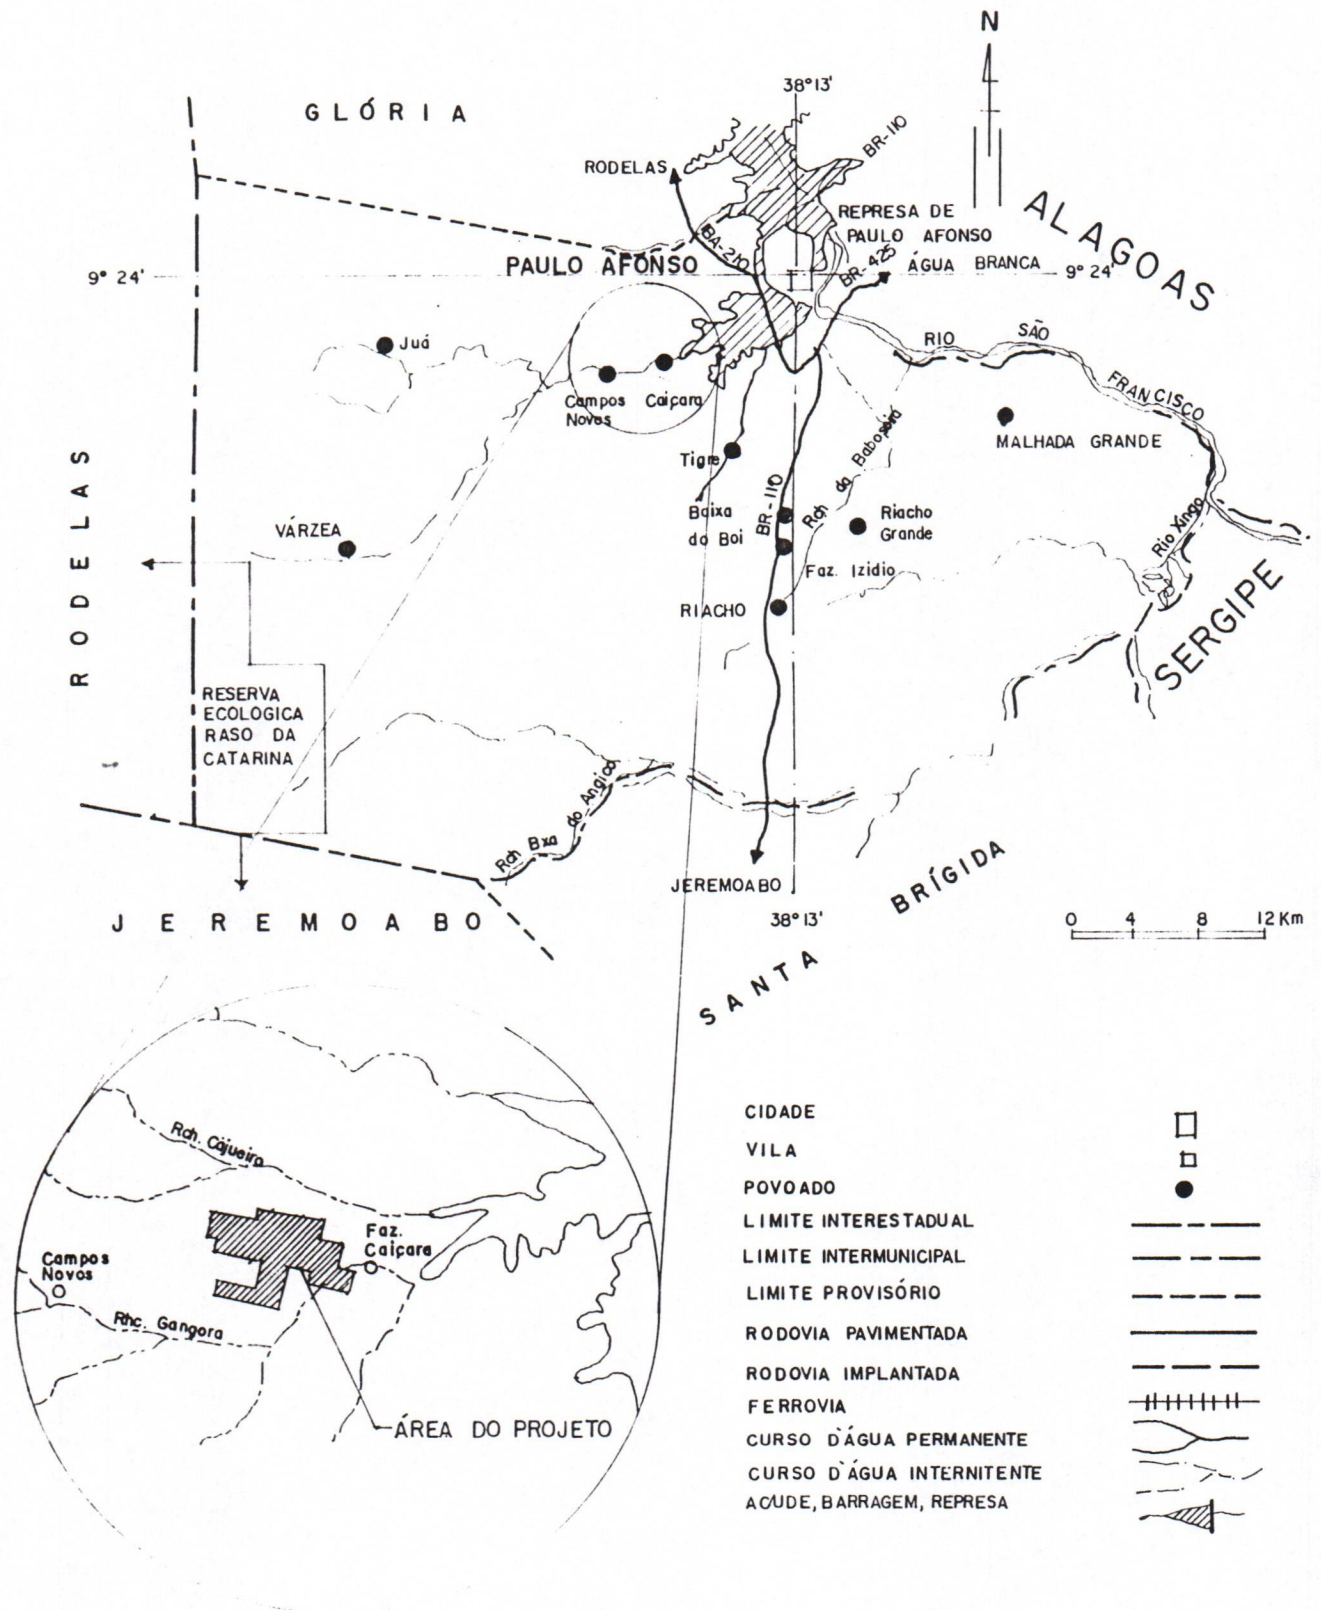 N
38°13'
GLÓRIA
BR-110
RODELAS
ALAGOAS
REPRESA DE
PAULO AFONSO
BA-210
BR-425
PAULO AFONSO
ÁGUA BRANCA
9° 24'
9° 24'
RIO SÃO FRANCISCO
Juá
Campos
Novos
Caiçara
MALHADA GRANDE
Tigre
Rch da Babosoia
RODELAS
BR-110
Baixa
do Boi
Riacho
Grande
Rio Xingo
VÁRZEA
Faz. Izidio
RIACHO
SERGIPE
RESERVA
ECOLOGICA
RASO DA
CATARINA
Rch Bxa do Angico
JEREMOABO
BRÍGIDA
JEREMOABO
38°13'
0 4 8 12 Km
SANTA
Rch. Cajueiro
Faz.
Caiçara
Campos
Novos
Rhc. Gangora
ÁREA DO PROJETO
CIDADE
VILA
POVOADO
LIMITE INTERESTADUAL
LIMITE INTERMUNICIPAL
LIMITE PROVISÓRIO
RODOVIA PAVIMENTADA
RODOVIA IMPLANTADA
FERROVIA
CURSO D`ÁGUA PERMANENTE
CURSO D`ÁGUA INTERNITENTE
ACUDE, BARRAGEM, REPRESA